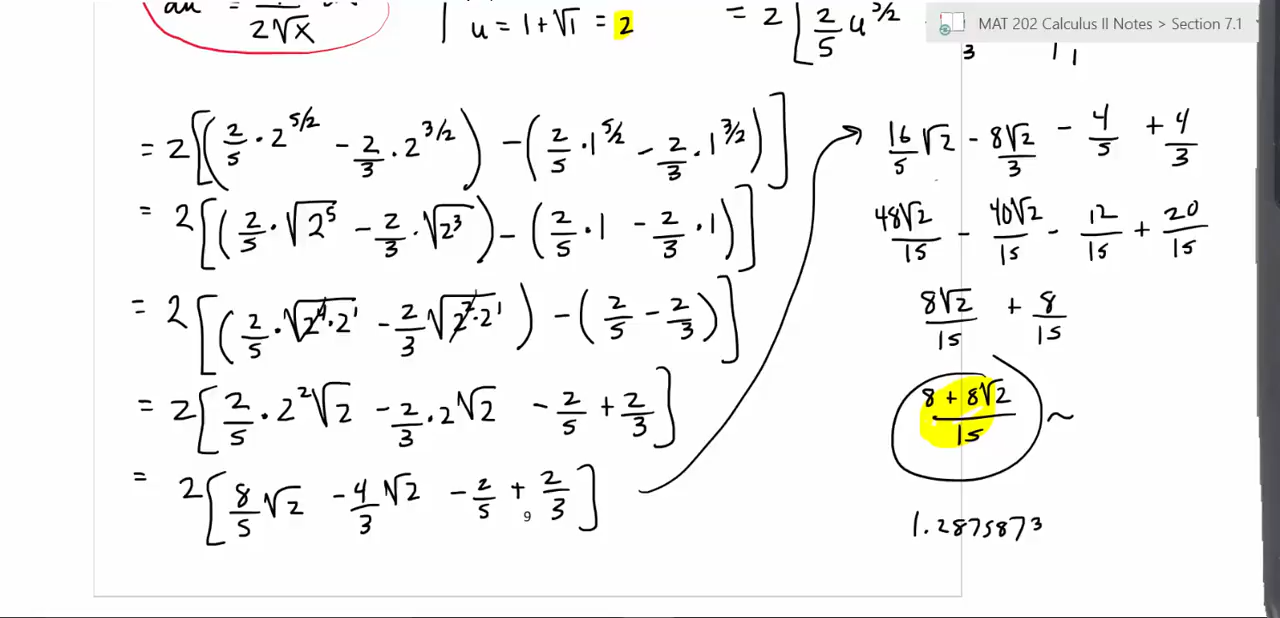 du = 1/2√x
u = 1+√1 = 2
= 2[2/5 u^5/2
3
1
MAT 202 Calculus II Notes > Section 7.1
= 2[(2/5 · 2^5/2 - 2/3 · 2^3/2) - (2/5 · 1^5/2 - 2/3 · 1^3/2)]
= 2[(2/5 · √2^5 - 2/3 · √2^3) - (2/5 · 1 - 2/3 · 1)]
= 2[(2/5 · √2^4 · 2^1 - 2/3 √2^2 · 2^1) - (2/5 - 2/3)]
= 2[2/5 · 2^2 √2 - 2/3 · 2√2 - 2/5 + 2/3]
= 2[8/5 √2 - 4/3 √2 - 2/5 + 2/3]
9
16/5 √2 - 8√2/3 - 4/5 + 4/3
48√2/15 - 40√2/15 - 12/15 + 20/15
8√2/15 + 8/15
8 + 8√2/15 ~
1.2875873